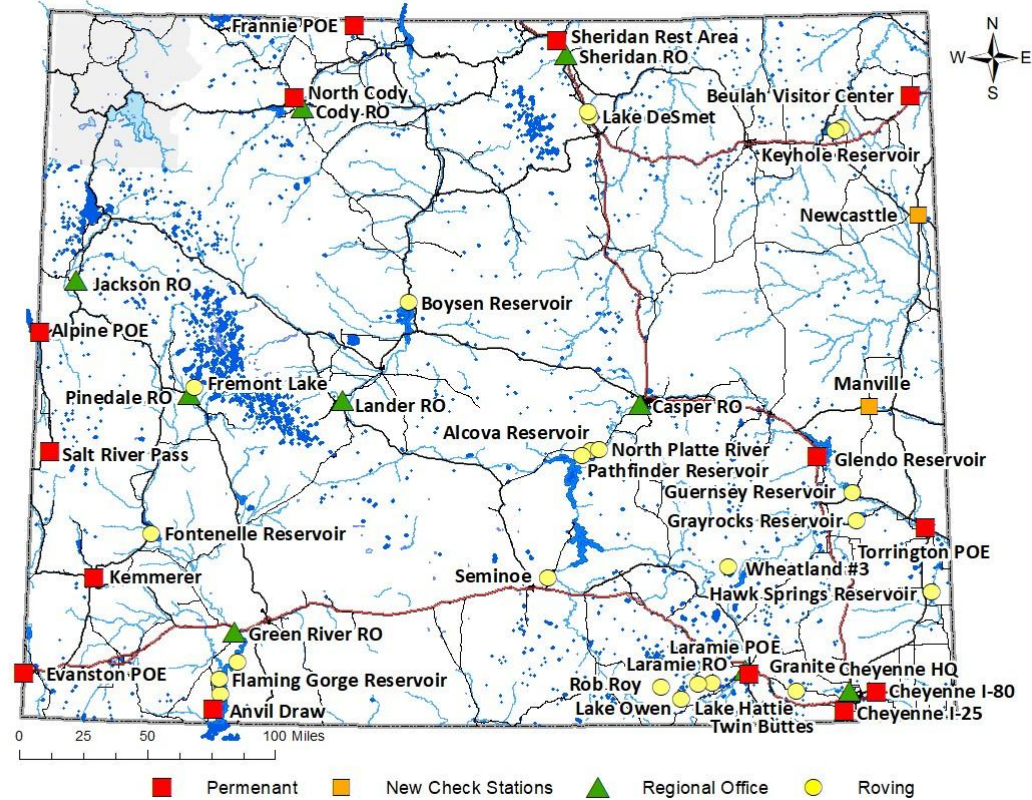 Frannie POE
Sheridan Rest Area
Sheridan RO
N
W
E
S
North Cody
Cody RO
Lake DeSmet
Beulah Visitor Center
Keyhole Reservoir
Newcasttle
Jackson RO
Boysen Reservoir
Alpine POE
Fremont Lake
Pinedale RO
Lander RO
Casper RO
Manville
Alcova Reservoir
North Platte River
Pathfinder Reservoir
Salt River Pass
Glendo Reservoir
Guernsey Reservoir
Grayrocks Reservoir
Fontenelle Reservoir
Torrington POE
Kemmerer
Seminoe
Wheatland #3
Hawk Springs Reservoir
Green River RO
Laramie POE
Laramie RO
Granite
Cheyenne HQ
Evanston POE
Flaming Gorge Reservoir
Rob Roy
Cheyenne I-80
Lake Owen
Lake Hattie
Anvil Draw
Twin Buttes
Cheyenne I-25
0 25 50 100 Miles
Permenant
New Check Stations
Regional Office
Roving